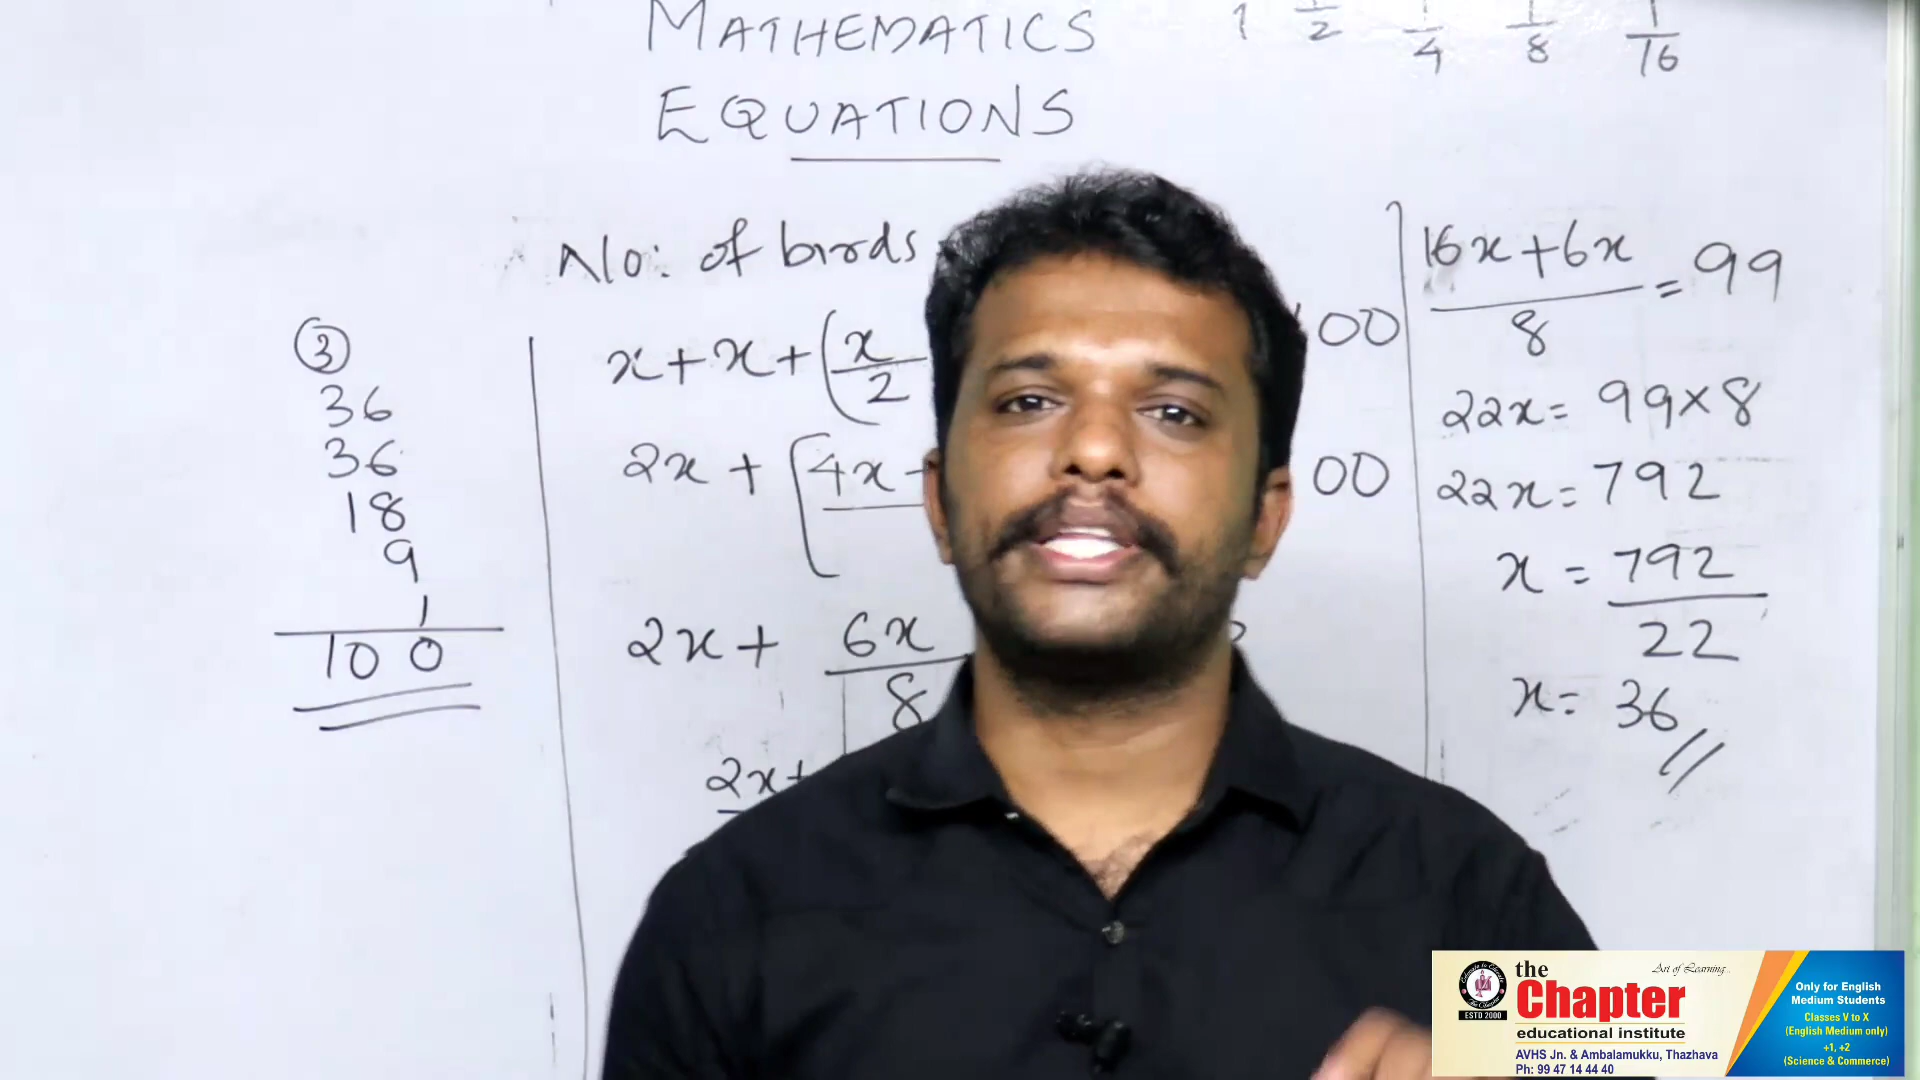 MATHEMATICS
EQUATIONS
1 1/2 1/4 1/8 1/16
No: of birds
x+x+(x/2
00
2x + [4x
00
2x + 6x/8
2x+
3
36
36
18
9
1
100
16x+6x/8 = 99
22x = 99×8
22x = 792
x = 792/22
x = 36//
the
Chapter
educational institute
Art of Learning...
ESTD 2000
AVHS Jn. & Ambalamukku, Thazhava
Ph: 99 47 14 44 40
Only for English
Medium Students
Classes V to X
(English Medium only)
+1, +2
(Science & Commerce)